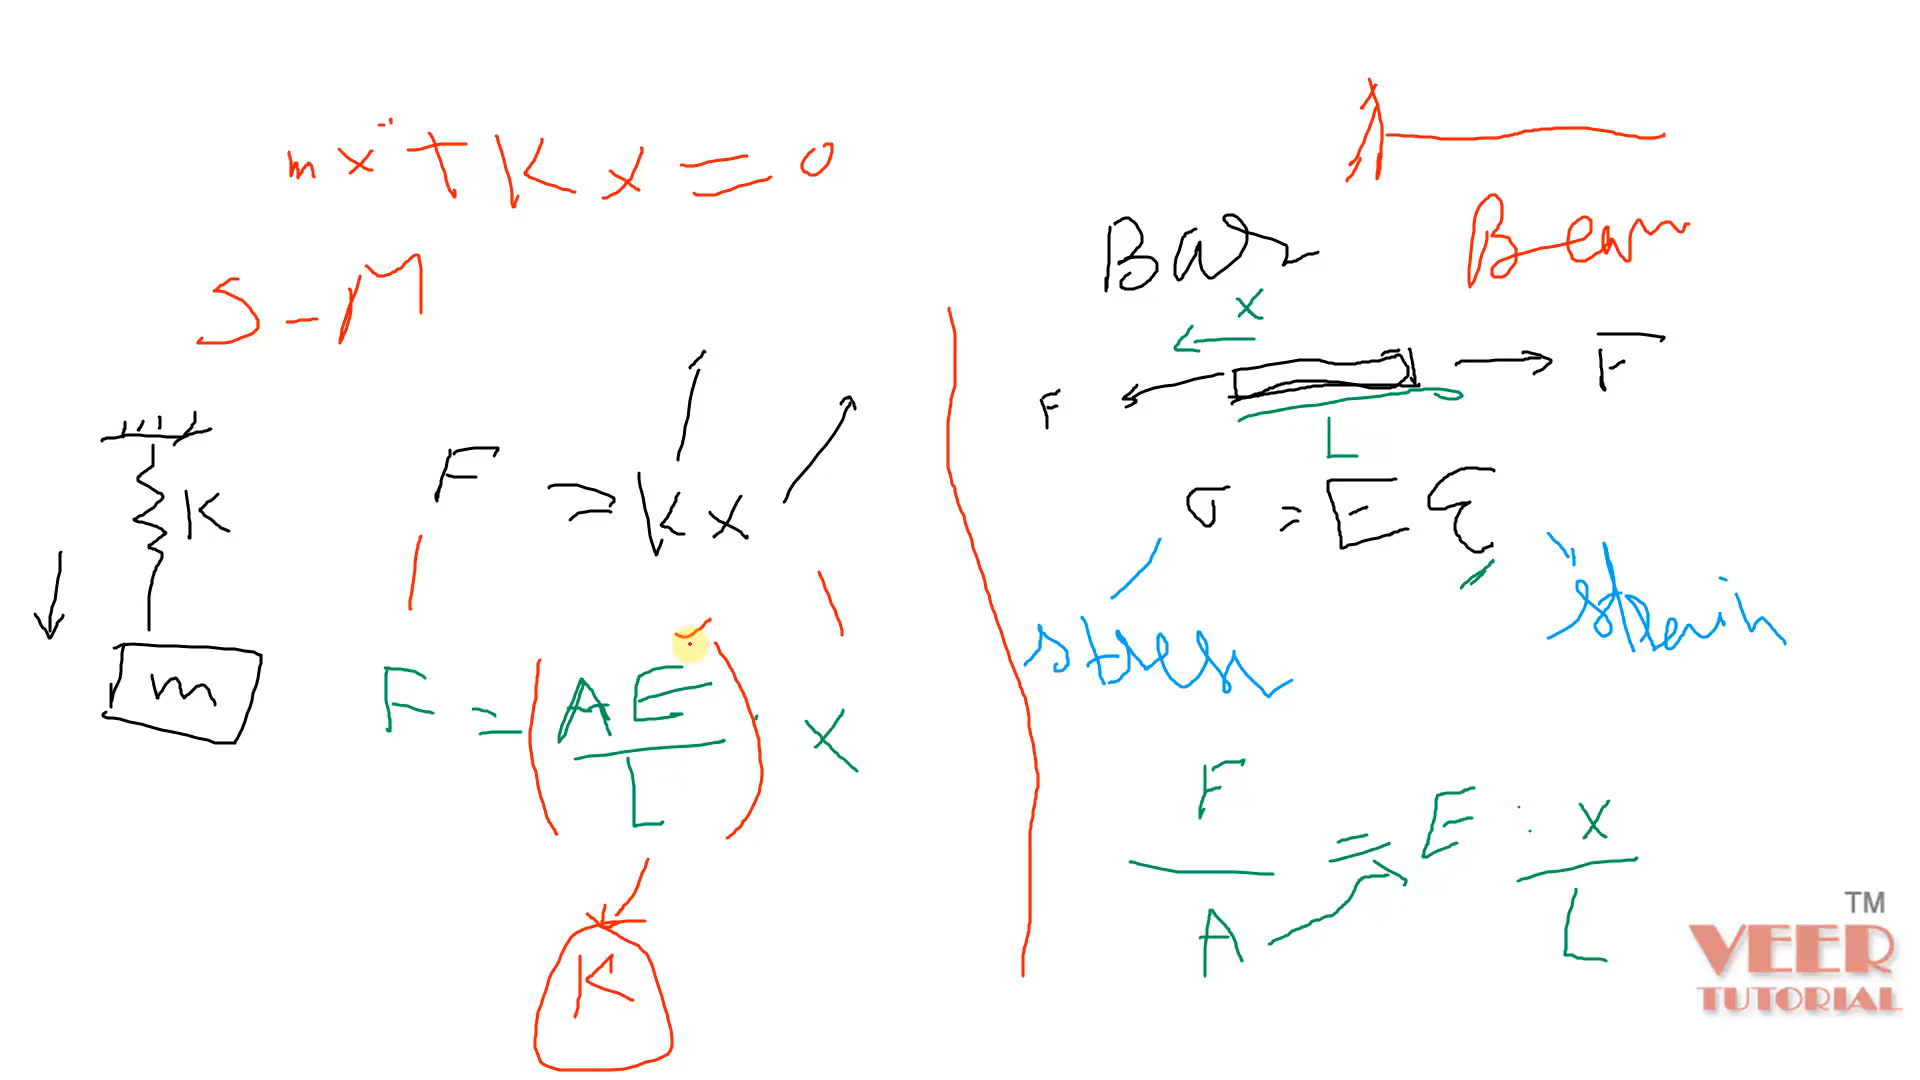 mẍ + Kx = 0
S-M
K
m
F = Kx
F = (AE/L) · x
K
Bar
Beam
x
F
F
L
σ = E ε
stress
strain
F/A = E · x/L
TM
VEER
TUTORIAL